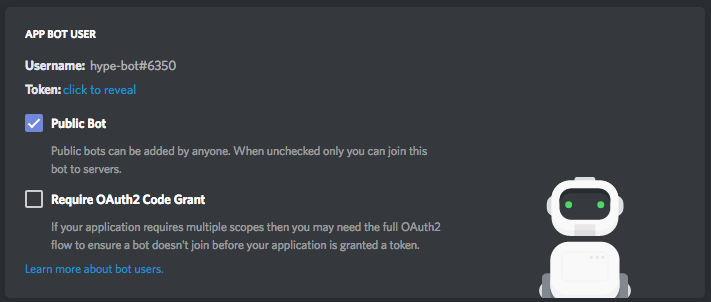 APP BOT USER
Username: hype-bot#6350
Token: click to reveal
Public Bot
Public bots can be added by anyone. When unchecked only you can join this
bot to servers.
Require OAuth2 Code Grant
If your application requires multiple scopes then you may need the full OAuth2
flow to ensure a bot doesn't join before your application is granted a token.
Learn more about bot users.